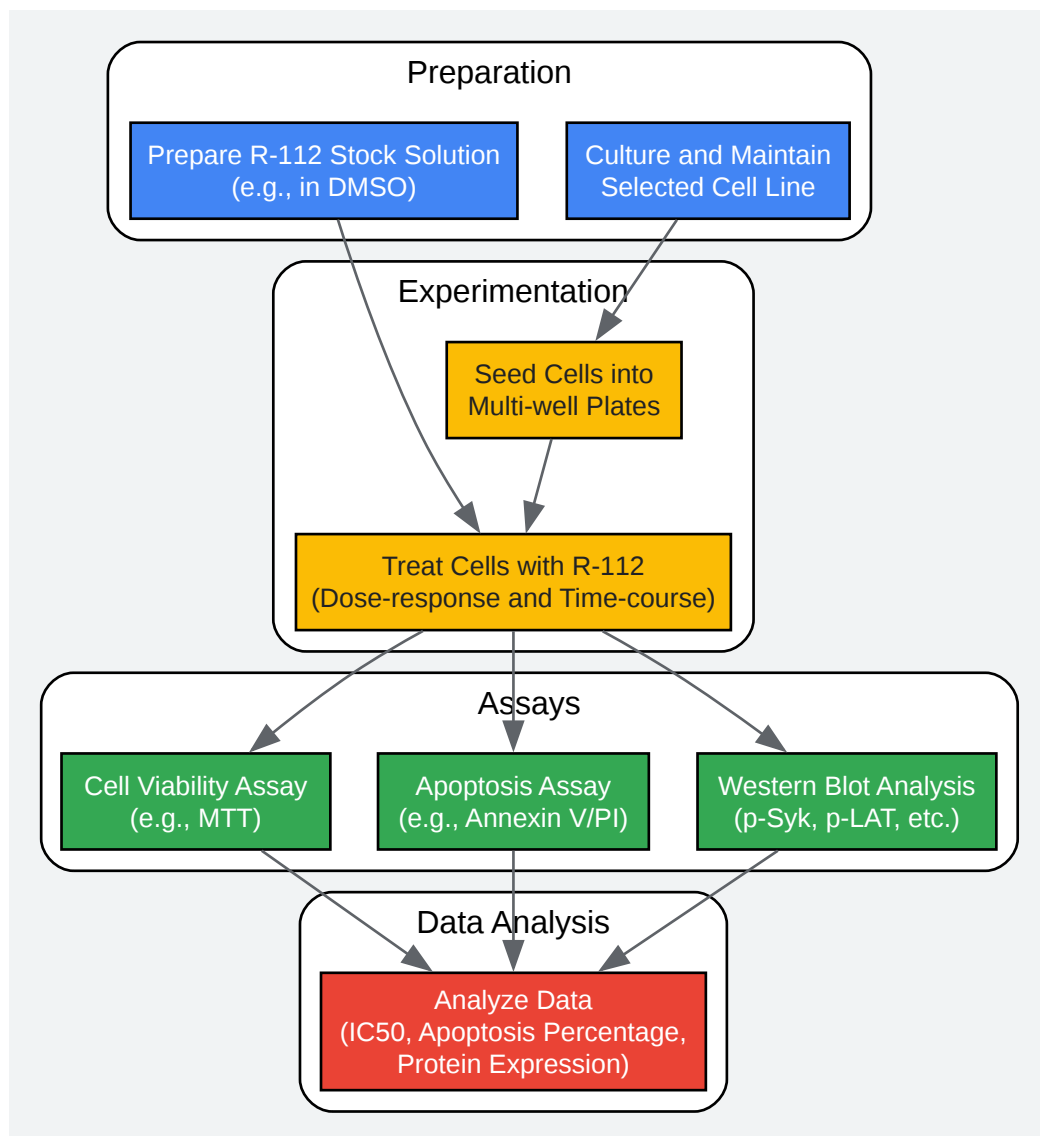 Preparation
Prepare R-112 Stock Solution
(e.g., in DMSO)
Culture and Maintain
Selected Cell Line
Experimentation
Seed Cells into
Multi-well Plates
Treat Cells with R-112
(Dose-response and Time-course)
Assays
Cell Viability Assay
(e.g., MTT)
Apoptosis Assay
(e.g., Annexin V/PI)
Western Blot Analysis
(p-Syk, p-LAT, etc.)
Data Analysis
Analyze Data
(IC50, Apoptosis Percentage,
Protein Expression)